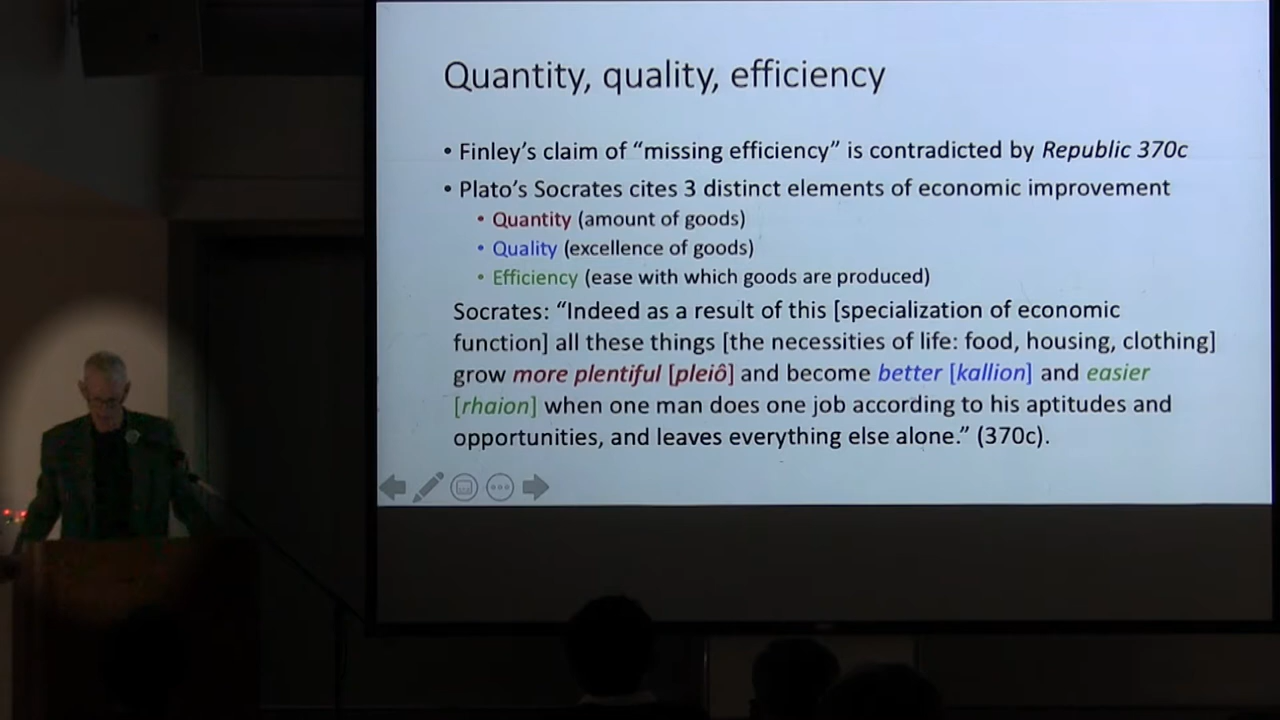 Quantity, quality, efficiency
• Finley's claim of “missing efficiency” is contradicted by Republic 370c
• Plato's Socrates cites 3 distinct elements of economic improvement
• Quantity (amount of goods)
• Quality (excellence of goods)
• Efficiency (ease with which goods are produced)
Socrates: “Indeed as a result of this [specialization of economic
function] all these things [the necessities of life: food, housing, clothing]
grow more plentiful [pleiô] and become better [kallion] and easier
[rhaion] when one man does one job according to his aptitudes and
opportunities, and leaves everything else alone.” (370c).